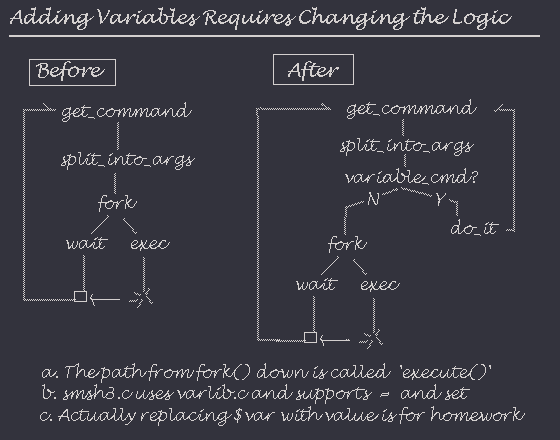 Adding Variables Requires Changing the Logic
Before
After
get_command
split_into_args
fork
wait exec
get_command
split_into_args
variable_cmd?
N Y
do_it
fork
wait exec
a. The path from fork() down is called 'execute()'
b. smsh3.c uses varlib.c and supports = and set
c. Actually replacing $var with value is for homework